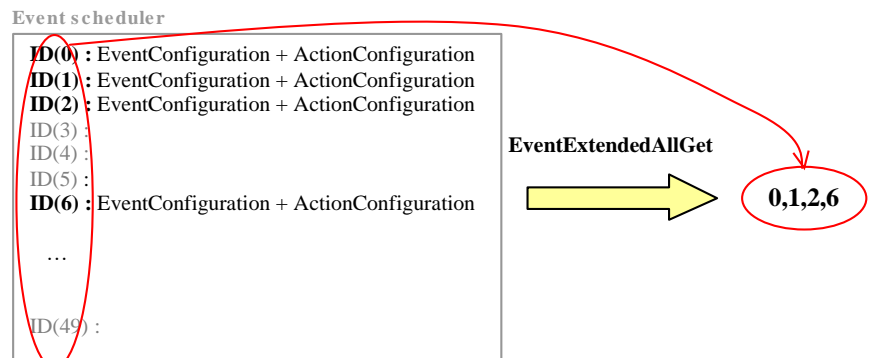 Event scheduler
ID(0) : EventConfiguration + ActionConfiguration
ID(1) : EventConfiguration + ActionConfiguration
ID(2) : EventConfiguration + ActionConfiguration
ID(3) :
ID(4) :
ID(5) :
ID(6) : EventConfiguration + ActionConfiguration
…
ID(49) :
EventExtendedAllGet
0,1,2,6